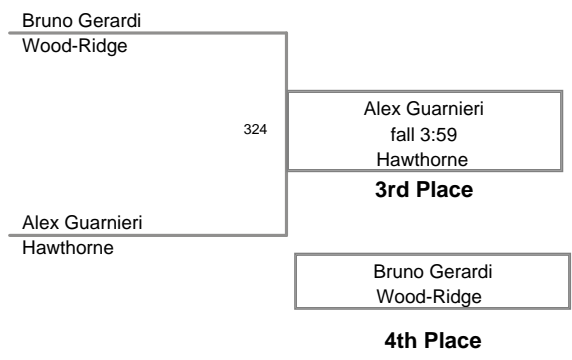 Bruno Gerardi
Wood-Ridge
324
Alex Guarnieri
fall 3:59
Hawthorne
3rd Place
Alex Guarnieri
Hawthorne
Bruno Gerardi
Wood-Ridge
4th Place